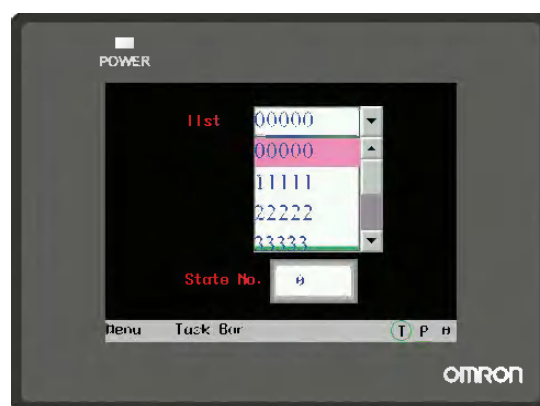 POWER
list 00000
00000
11111
22222
33333
State No. 0
Menu Task Bar T P
OMRON